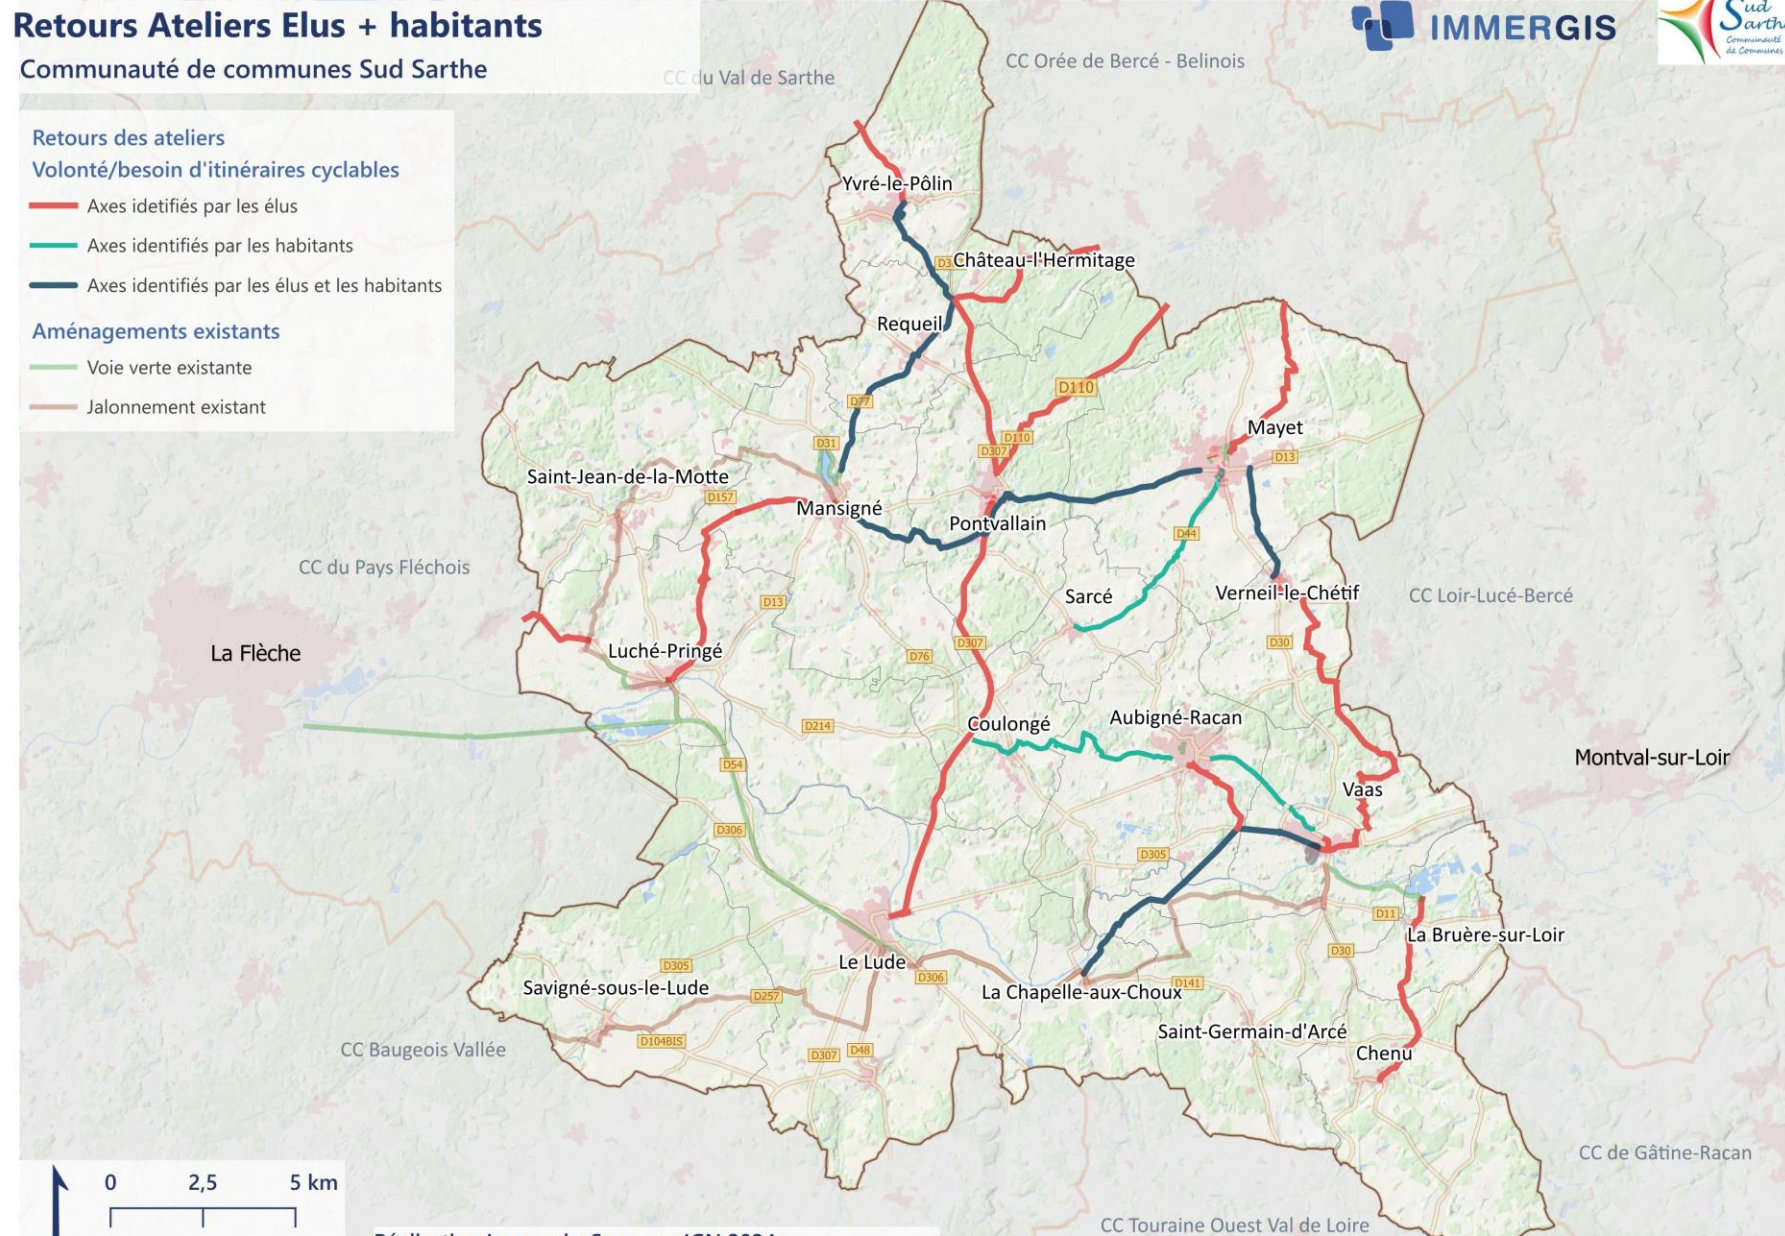 Retours Ateliers Elus + habitants
Communauté de communes Sud Sarthe
IMMERGIS
Sud
Sarthe
Communauté
de Communes
Retours des ateliers
Volonté/besoin d'itinéraires cyclables
Axes idetifiés par les élus
Axes identifiés par les habitants
Axes identifiés par les élus et les habitants
Aménagements existants
Voie verte existante
Jalonnement existant
CC du Val de Sarthe
CC Orée de Bercé - Belinois
Yvré-le-Pôlin
D3
Château-l'Hermitage
Requeil
D110
D77
Mayet
D31
D110
D307
D13
Saint-Jean-de-la-Motte
D157
Mansigné
Pontvallain
D44
CC du Pays Fléchois
Sarcé
Verneil-le-Chétif
CC Loir-Lucé-Bercé
D13
La Flèche
Luché-Pringé
D76
D307
D30
D214
Coulongé
Aubigné-Racan
D54
Montval-sur-Loir
Vaas
D306
D305
D11
La Bruère-sur-Loir
D30
Le Lude
D305
D306
Savigné-sous-le-Lude
D257
La Chapelle-aux-Choux
D141
Saint-Germain-d'Arcé
D104BIS
CC Baugeois Vallée
D307
D48
Chenu
CC de Gâtine-Racan
0 2,5 5 km
CC Touraine Ouest Val de Loire